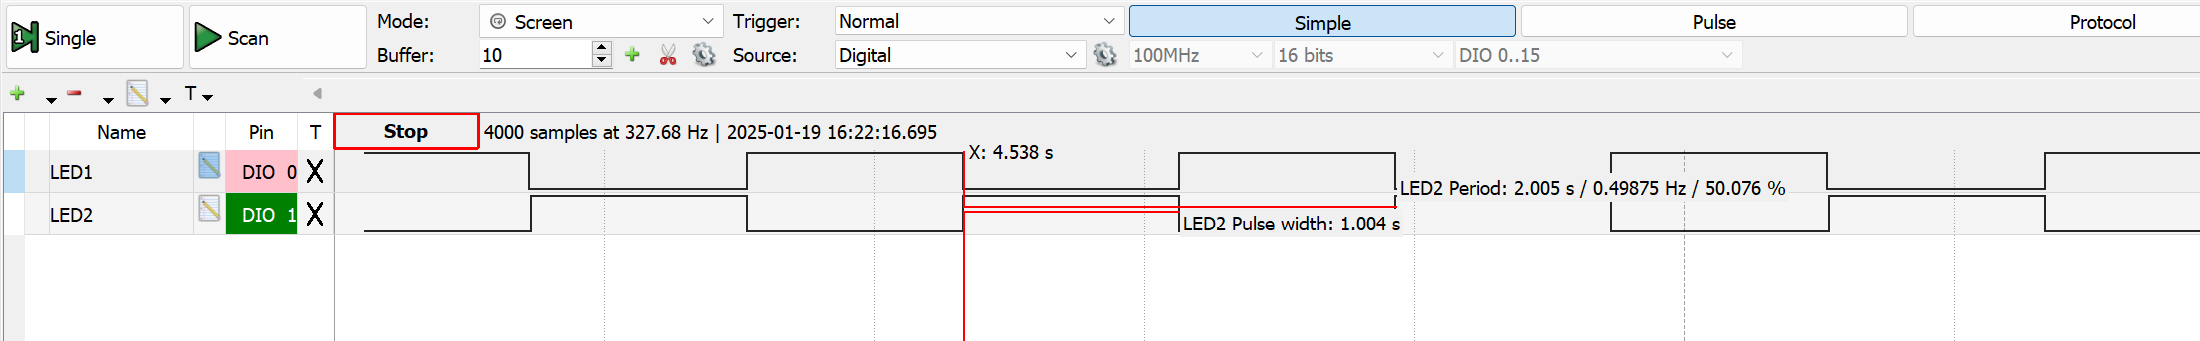 1 Single Scan Mode: Screen Trigger: Normal Simple Pulse Protocol
Buffer: 10 Source: Digital 100MHz 16 bits DIO 0..15
T
Name Pin T Stop 4000 samples at 327.68 Hz | 2025-01-19 16:22:16.695
X: 4.538 s
LED1 DIO 0 X
LED2 Period: 2.005 s / 0.49875 Hz / 50.076 %
LED2 DIO 1 X
LED2 Pulse width: 1.004 s